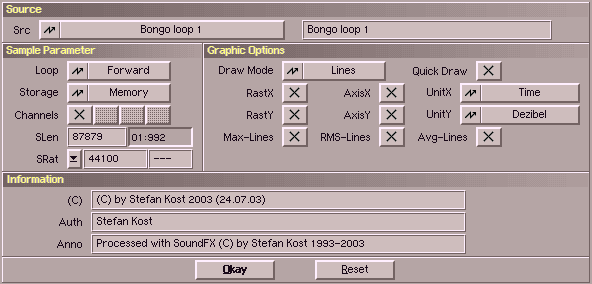 Source
Src Bongo loop 1 Bongo loop 1
Sample Parameter Graphic Options
Loop Forward Draw Mode Lines Quick Draw
Storage Memory RastX AxisX UnitX Time
Channels RastY AxisY UnitY Dezibel
SLen 87879 01:992 Max-Lines RMS-Lines Avg-Lines
SRat 44100 ---
Information
(C) (C) by Stefan Kost 2003 (24.07.03)
Auth Stefan Kost
Anno Processed with SoundFX (C) by Stefan Kost 1993-2003
Okay Reset